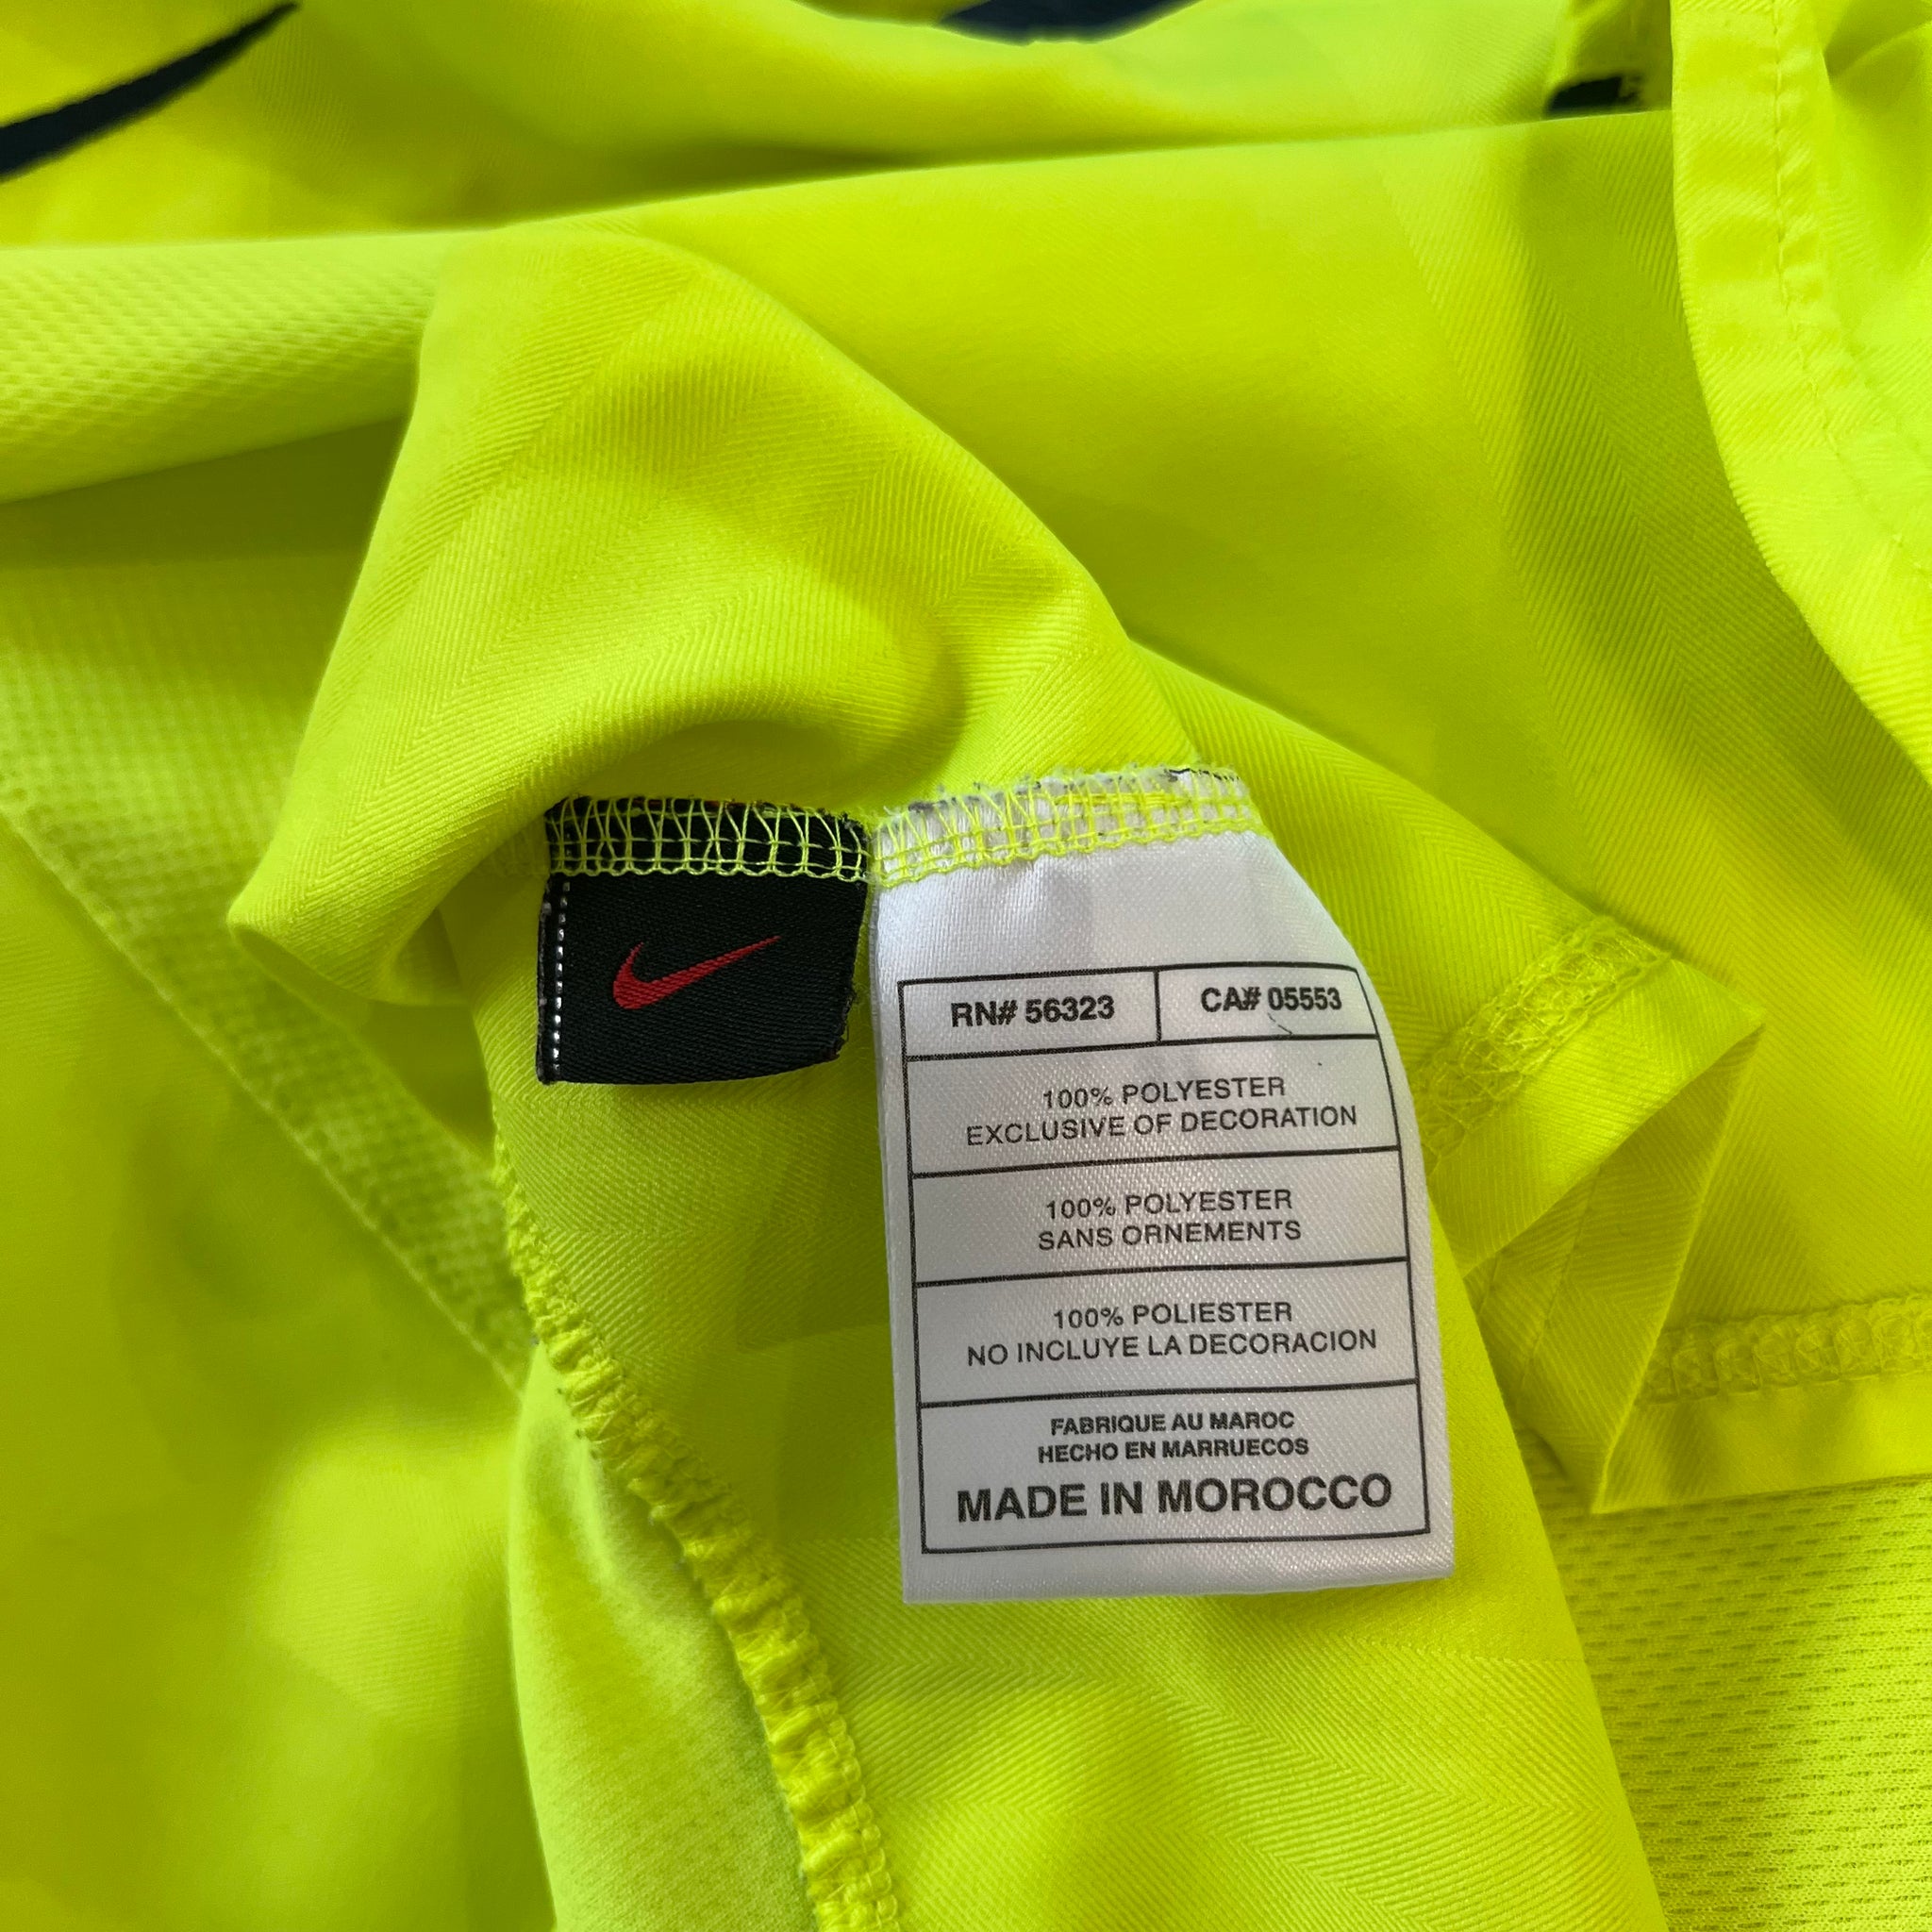 RN# 56323 CA# 05553
100% POLYESTER
EXCLUSIVE OF DECORATION
100% POLYESTER
SANS ORNEMENTS
100% POLIESTER
NO INCLUYE LA DECORACION
FABRIQUE AU MAROC
HECHO EN MARRUECOS
MADE IN MOROCCO